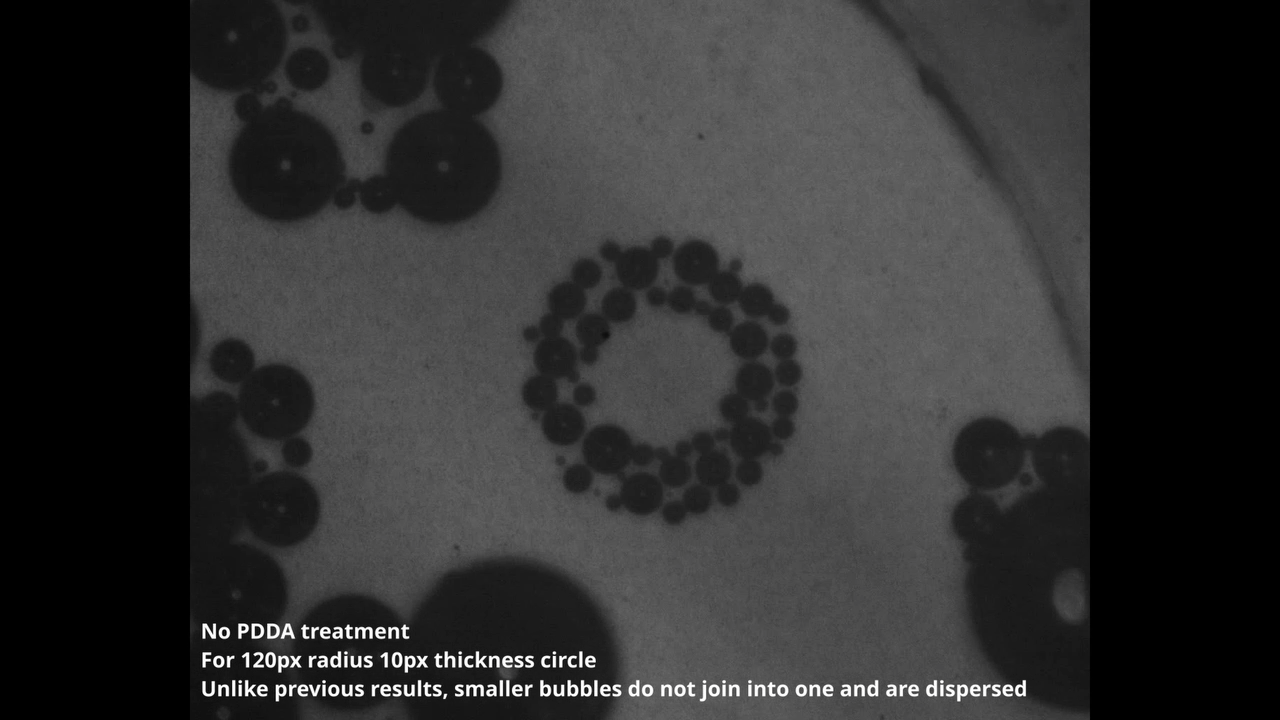 No PDDA treatment
For 120px radius 10px thickness circle
Unlike previous results, smaller bubbles do not join into one and are dispersed